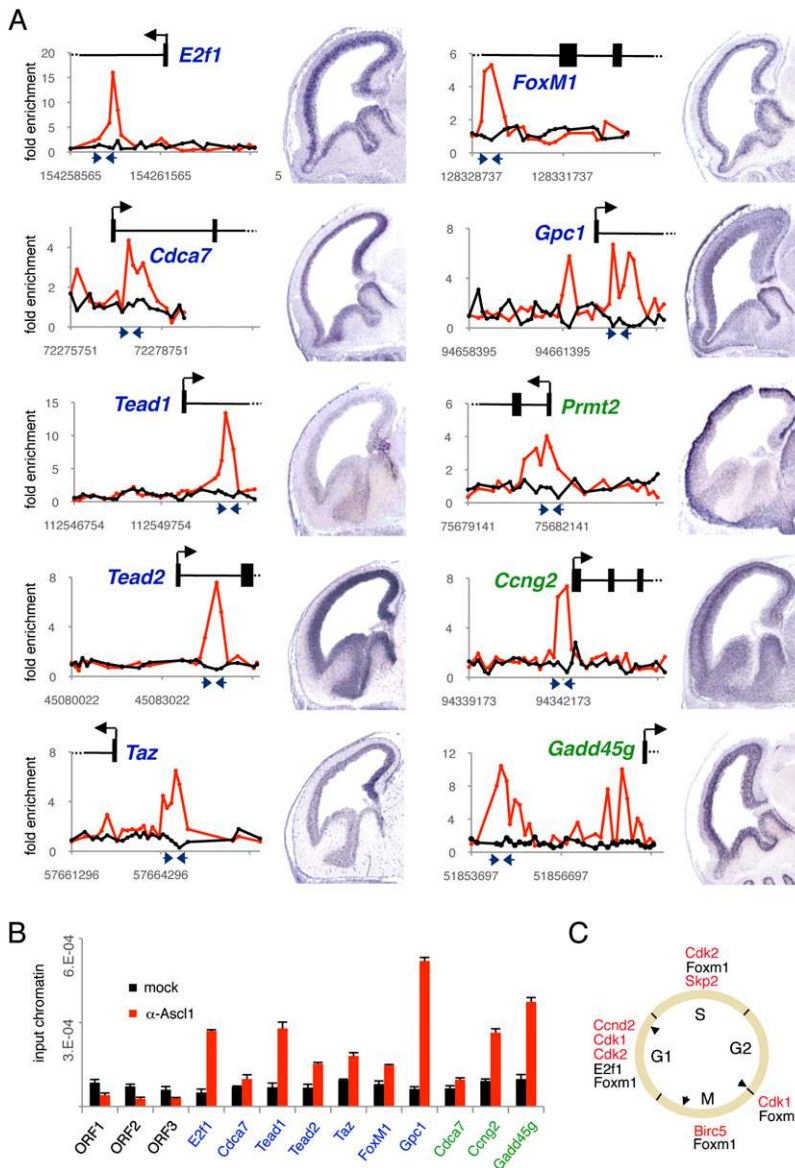 A
E2f1
fold enrichment
20
15
10
5
0
154258565
154261565
5
FoxM1
6
4
2
0
128328737
128331737
Cdca7
fold enrichment
4
2
0
72275751
72278751
Gpc1
8
4
0
94658395
94661395
Tead1
fold enrichment
15
10
5
0
112546754
112549754
Prmt2
6
4
2
0
75679141
75682141
Tead2
fold enrichment
8
4
0
45080022
45083022
Ccng2
8
4
0
94339173
94342173
Taz
fold enrichment
8
4
0
57661296
57664296
Gadd45g
12
8
4
0
51853697
51856697
B
input chromatin
6.E-04
3.E-04
mock
α-Ascl1
ORF1
ORF2
ORF3
E2f1
Cdca7
Tead1
Tead2
Taz
FoxM1
Gpc1
Cdca7
Ccng2
Gadd45g
C
Cdk2
Foxm1
Skp2
S
Ccnd2
Cdk1
Cdk2
E2f1
Foxm1
G1
G2
M
Cdk1
Foxm
Birc5
Foxm1